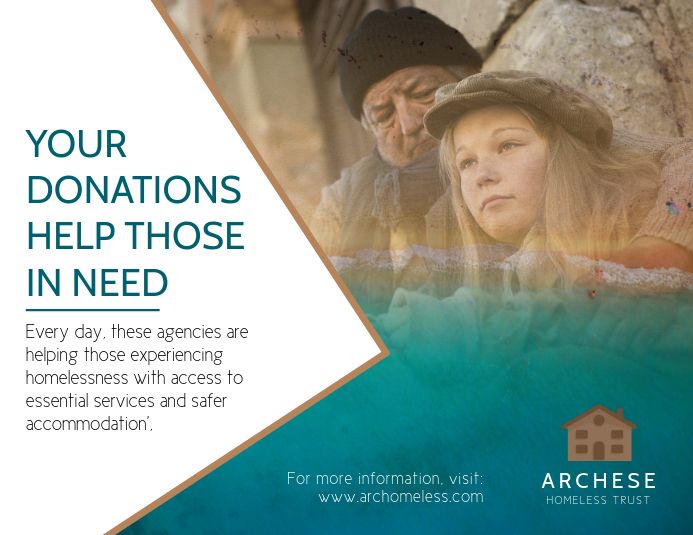 YOUR
DONATIONS
HELP THOSE
IN NEED
Every day, these agencies are
helping those experiencing
homelessness with access to
essential services and safer
accommodation’,
For more information, visit:
www.archomeless.com
ARCHESE
HOMELESS TRUST